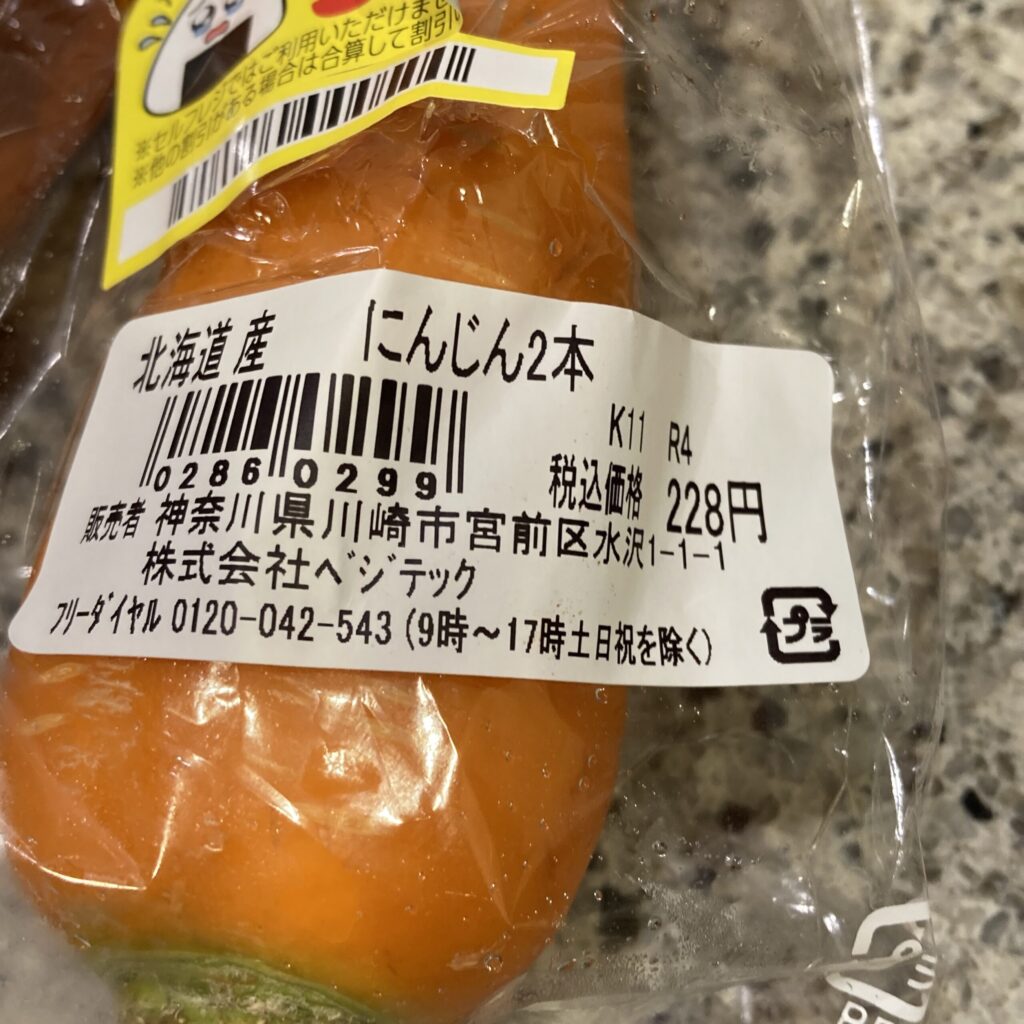 ※セルフレジではご利用いただけませ
※他の割引がある場合は合算して割引い
北海道産 にんじん2本
K11 R4
0286 0299
税込価格 228円
販売者 神奈川県川崎市宮前区水沢1-1-1
株式会社ベジテック
フリーダイヤル 0120-042-543 (9時～17時土日祝を除く)
プラ